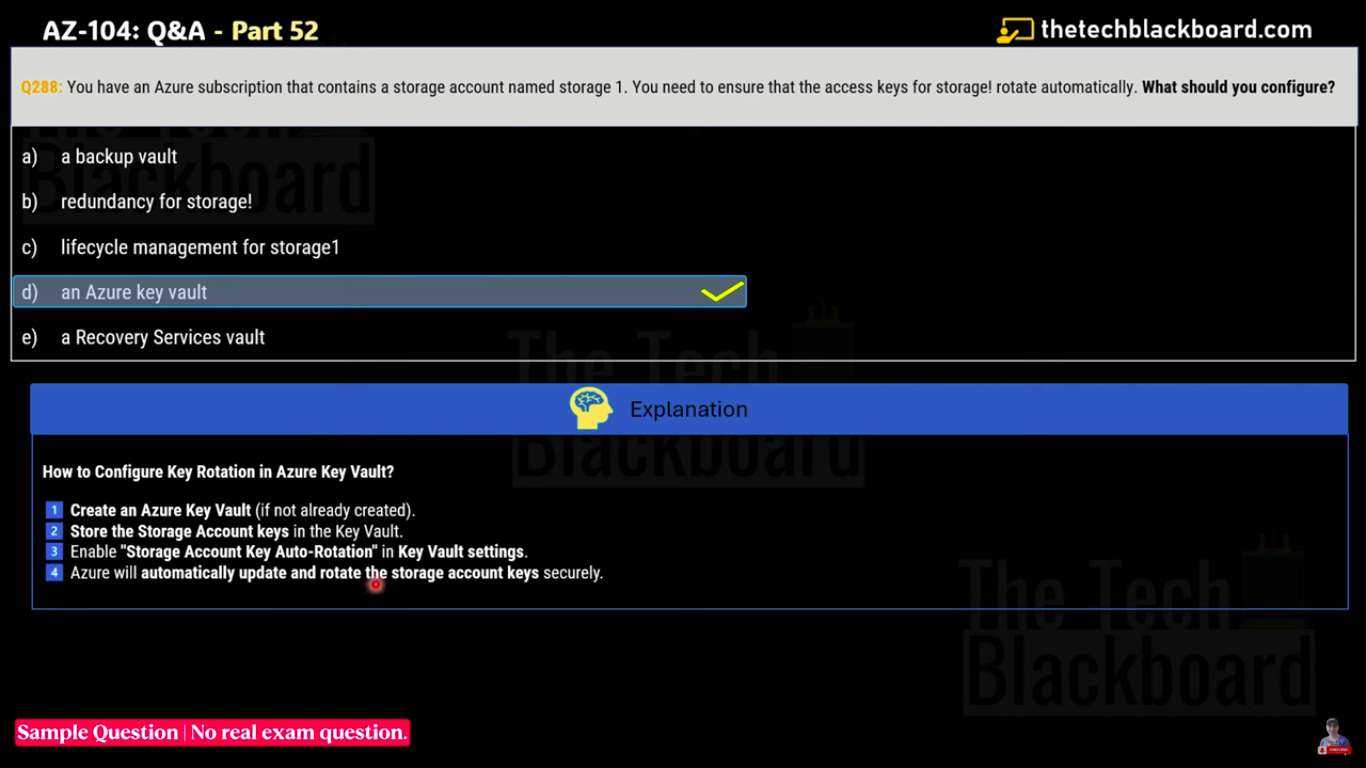 AZ-104: Q&A - Part 52
thetechblackboard.com
Q288: You have an Azure subscription that contains a storage account named storage 1. You need to ensure that the access keys for storage! rotate automatically. What should you configure?
a) a backup vault
b) redundancy for storage!
c) lifecycle management for storage1
d) an Azure key vault
e) a Recovery Services vault
The Tech
Blackboard
The Tech
Blackboard
Explanation
How to Configure Key Rotation in Azure Key Vault?
1 Create an Azure Key Vault (if not already created).
2 Store the Storage Account keys in the Key Vault.
3 Enable "Storage Account Key Auto-Rotation" in Key Vault settings.
4 Azure will automatically update and rotate the storage account keys securely.
The Tech
Blackboard
Sample Question | No real exam question.
SUBSCRIBE